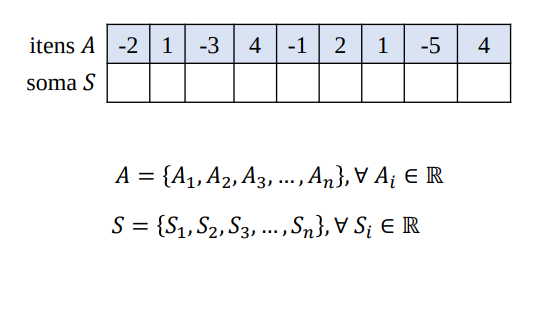 itens A -2 1 -3 4 -1 2 1 -5 4
soma S
A = {A₁, A₂, A₃, … , Aₙ}, ∀ Aᵢ ∈ ℝ
S = {S₁, S₂, S₃, … , Sₙ}, ∀ Sᵢ ∈ ℝ